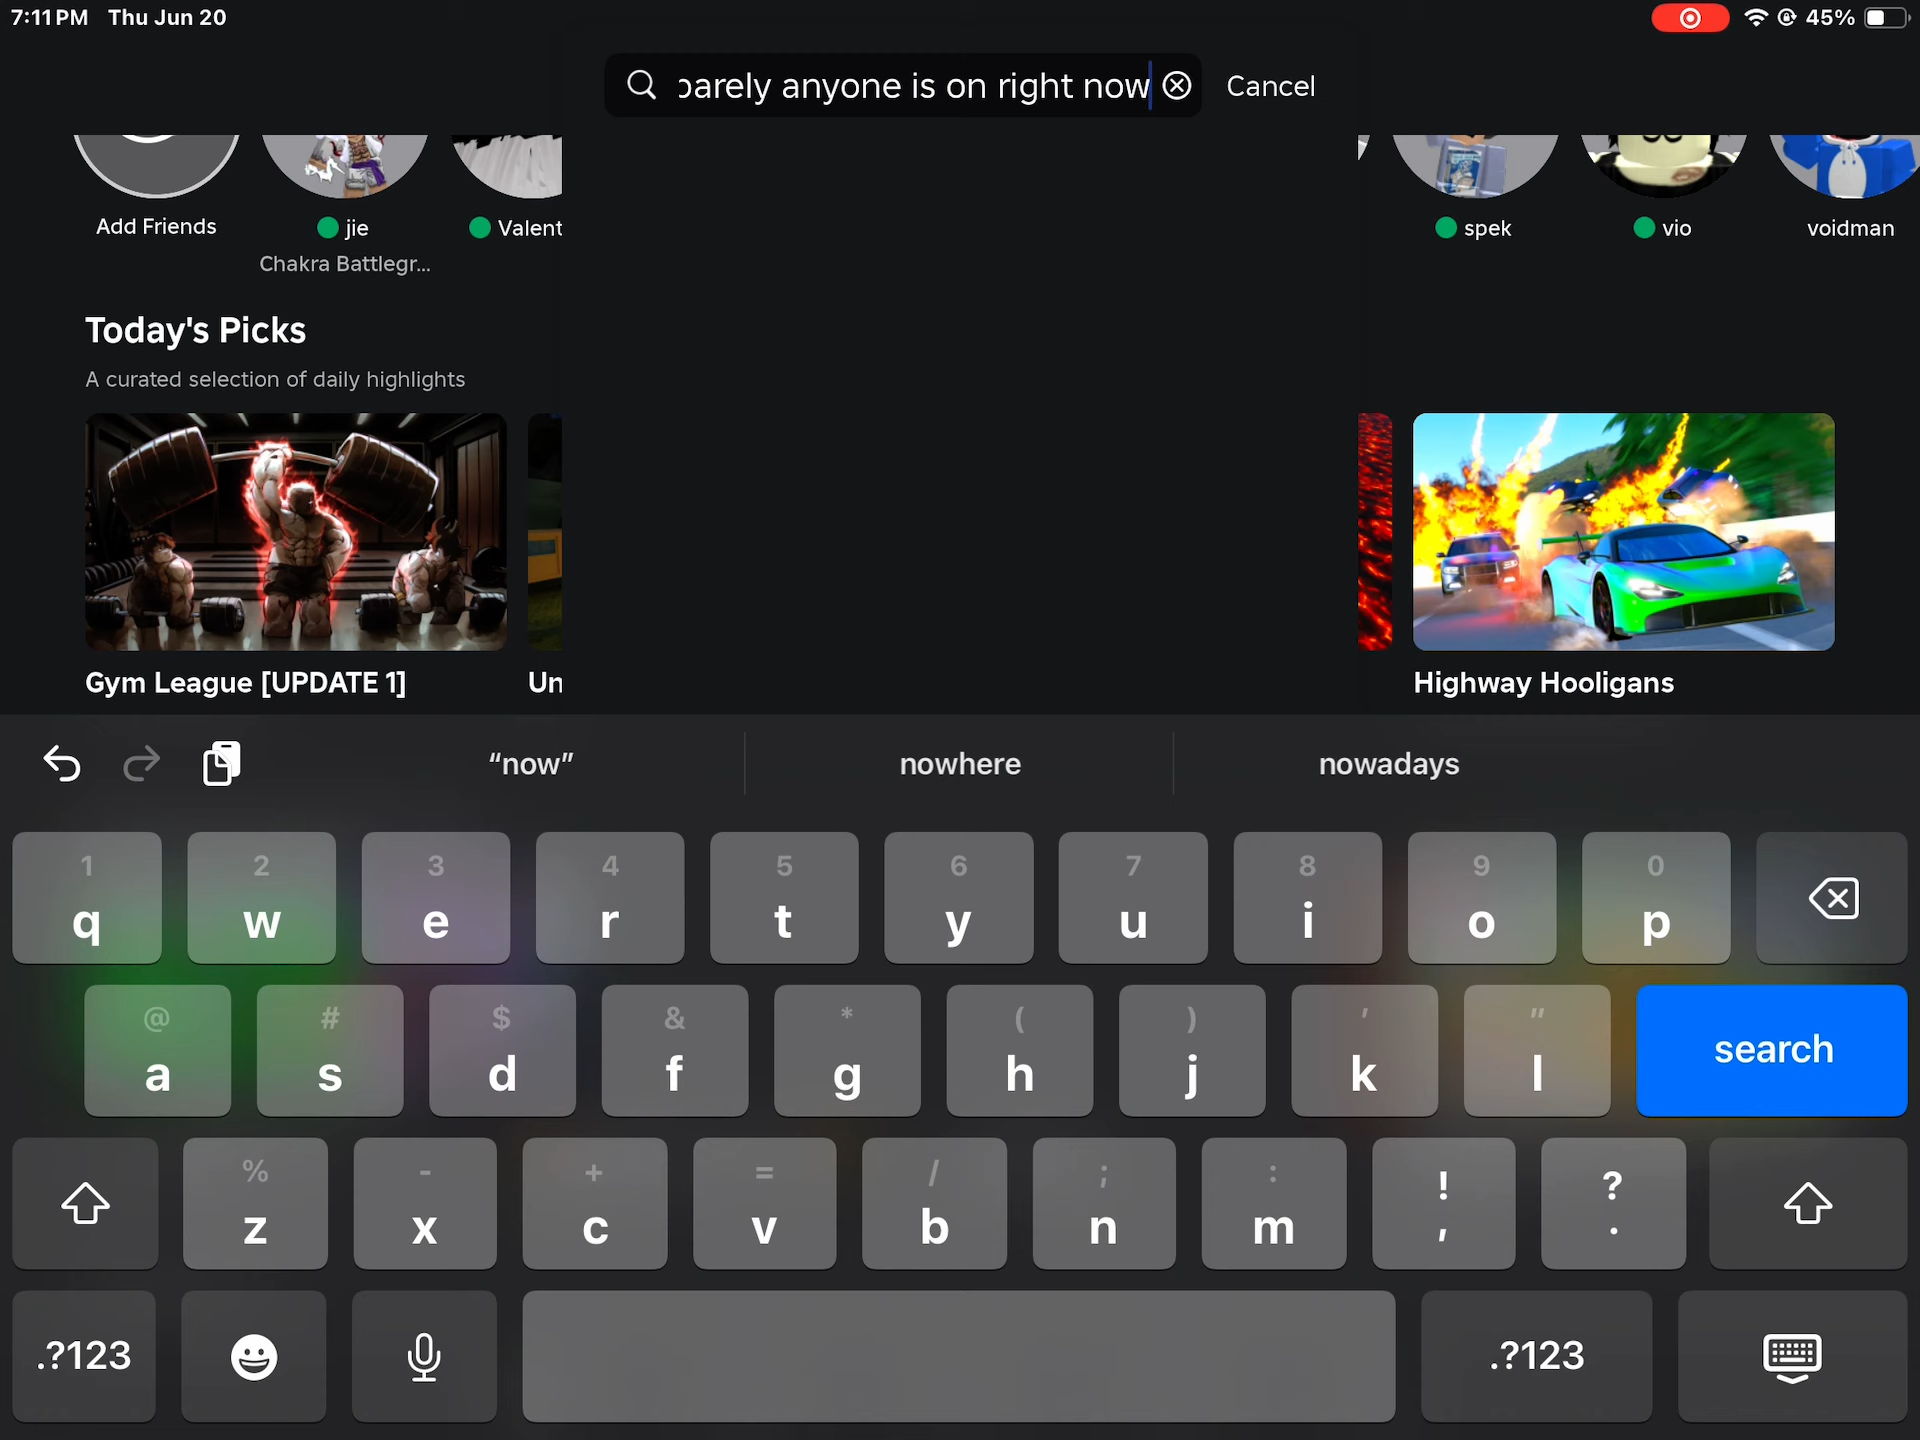 7:11 PM Thu Jun 20
45%
barely anyone is on right now
Cancel
Add Friends
jie
Valent
spek
vio
voidman
Chakra Battlegr...
Today's Picks
A curated selection of daily highlights
Gym League [UPDATE 1]
Un
Highway Hooligans
“now”
nowhere
nowadays
1 2 3 4 5 6 7 8 9 0
q w e r t y u i o p
@ # $ & * ( ) ' "
a s d f g h j k l
search
% - + = / ; : ! ?
z x c v b n m , .
.?123
.?123